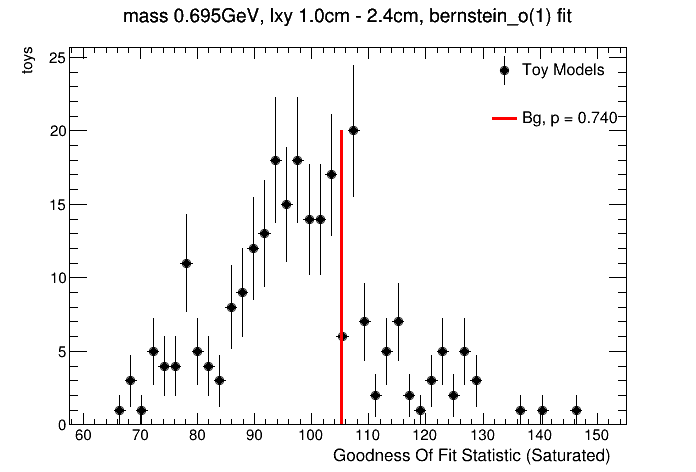 mass 0.695GeV, lxy 1.0cm - 2.4cm, bernstein_o(1) fit
toys
25
20
15
10
5
0
Toy Models
Bg, p = 0.740
60 70 80 90 100 110 120 130 140 150
Goodness Of Fit Statistic (Saturated)